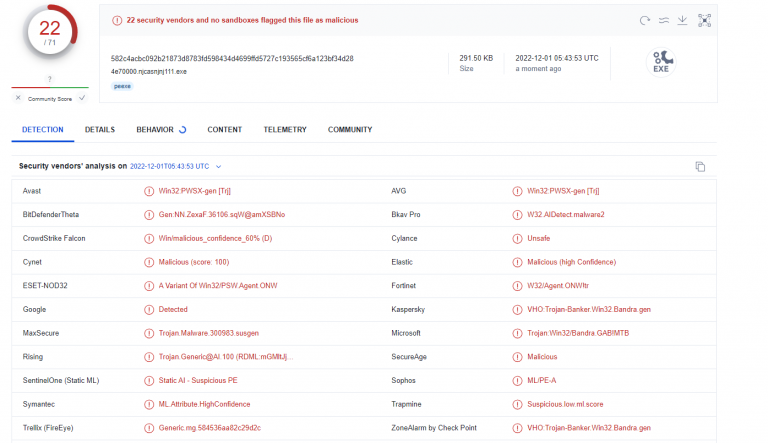 22
/ 71
?
Community Score
22 security vendors and no sandboxes flagged this file as malicious
582c4acbc092b21873d8783fd598434d4699ffd5727c193565cf6a123bf34d28
4e70000.njcasnjnj111.exe
peexe
291.50 KB
Size
2022-12-01 05:43:53 UTC
a moment ago
EXE
DETECTION DETAILS BEHAVIOR CONTENT TELEMETRY COMMUNITY
Security vendors' analysis on 2022-12-01T05:43:53 UTC
Avast Win32:PWSX-gen [Trj] AVG Win32:PWSX-gen [Trj]
BitDefenderTheta Gen:NN.ZexaF.36106.sqW@amXSBNo Bkav Pro W32.AIDetect.malware2
CrowdStrike Falcon Win/malicious_confidence_60% (D) Cylance Unsafe
Cynet Malicious (score: 100) Elastic Malicious (high Confidence)
ESET-NOD32 A Variant Of Win32/PSW.Agent.ONW Fortinet W32/Agent.ONW!tr
Google Detected Kaspersky VHO:Trojan-Banker.Win32.Bandra.gen
MaxSecure Trojan.Malware.300983.susgen Microsoft Trojan:Win32/Bandra.GAB!MTB
Rising Trojan.Generic@AI.100 (RDML:mGMltJj... SecureAge Malicious
SentinelOne (Static ML) Static AI - Suspicious PE Sophos ML/PE-A
Symantec ML.Attribute.HighConfidence Trapmine Suspicious.low.ml.score
Trellix (FireEye) Generic.mg.584536aa82c29d2c ZoneAlarm by Check Point VHO:Trojan-Banker.Win32.Bandra.gen